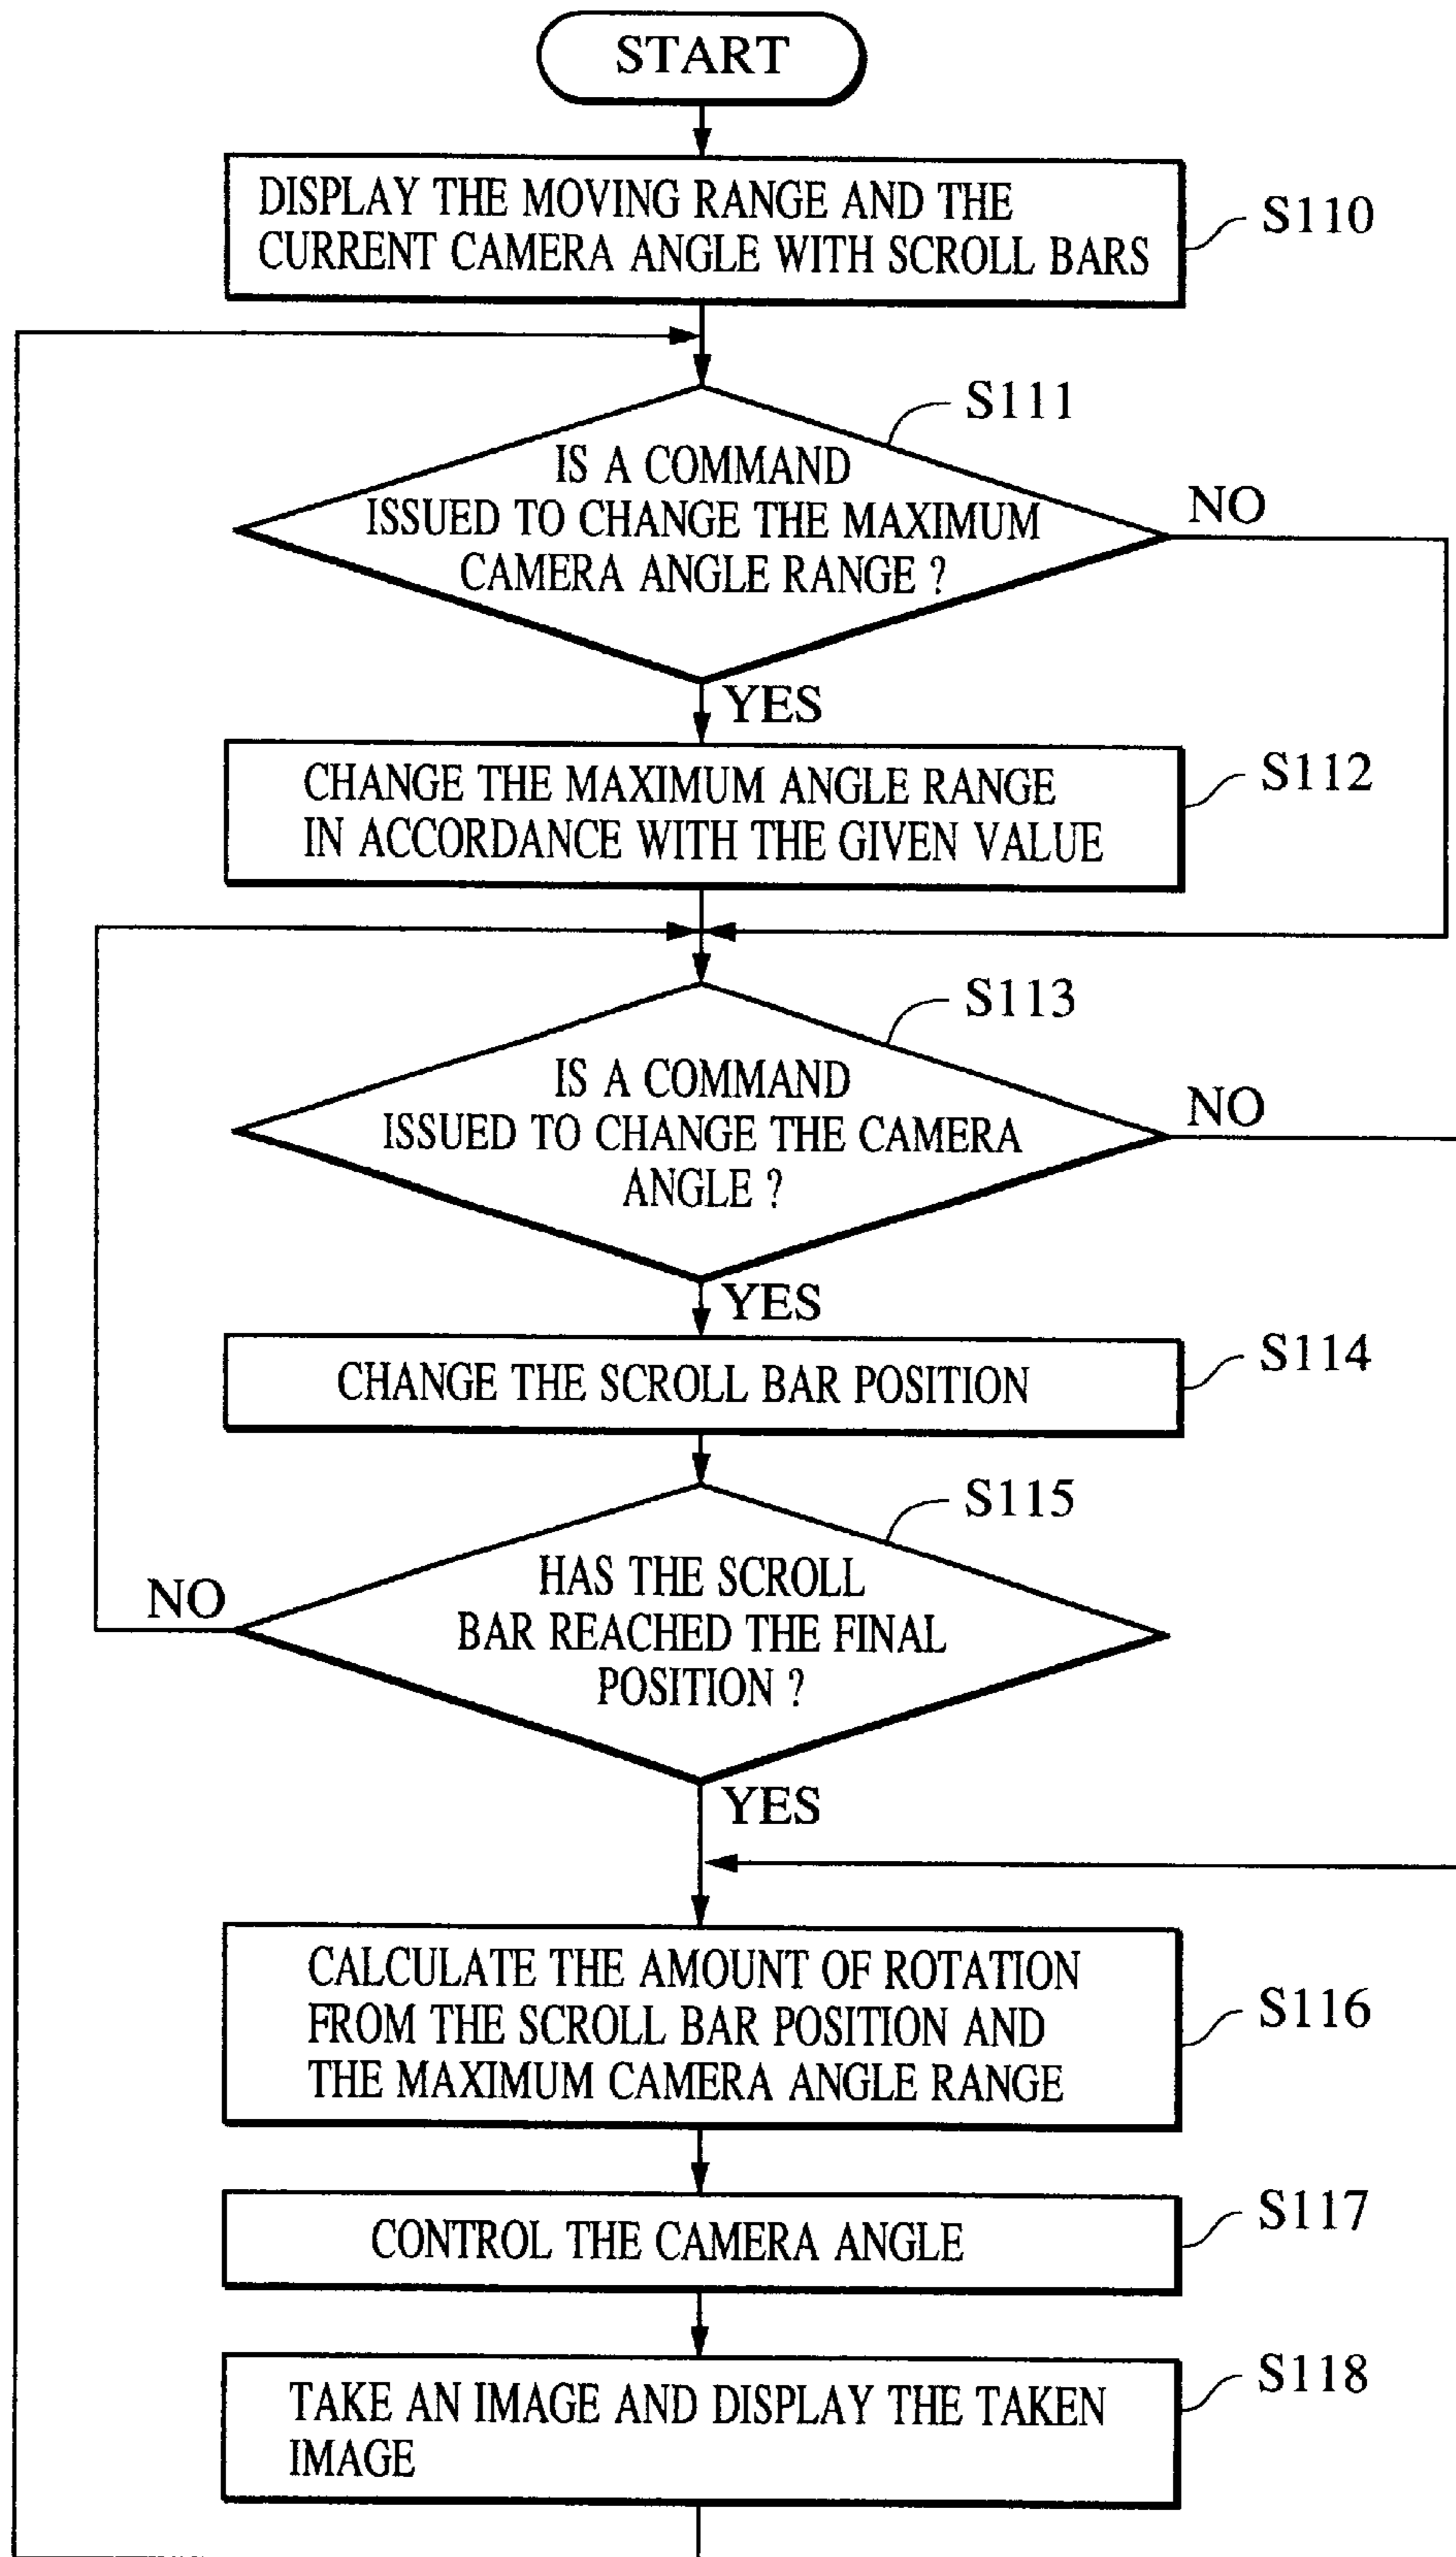 START
DISPLAY THE MOVING RANGE AND THE
CURRENT CAMERA ANGLE WITH SCROLL BARS
S110
S111
IS A COMMAND
ISSUED TO CHANGE THE MAXIMUM
CAMERA ANGLE RANGE ?
NO
YES
CHANGE THE MAXIMUM ANGLE RANGE
IN ACCORDANCE WITH THE GIVEN VALUE
S112
S113
IS A COMMAND
ISSUED TO CHANGE THE CAMERA
ANGLE ?
NO
YES
CHANGE THE SCROLL BAR POSITION
S114
S115
HAS THE SCROLL
BAR REACHED THE FINAL
POSITION ?
NO
YES
CALCULATE THE AMOUNT OF ROTATION
FROM THE SCROLL BAR POSITION AND
THE MAXIMUM CAMERA ANGLE RANGE
S116
CONTROL THE CAMERA ANGLE
S117
TAKE AN IMAGE AND DISPLAY THE TAKEN
IMAGE
S118